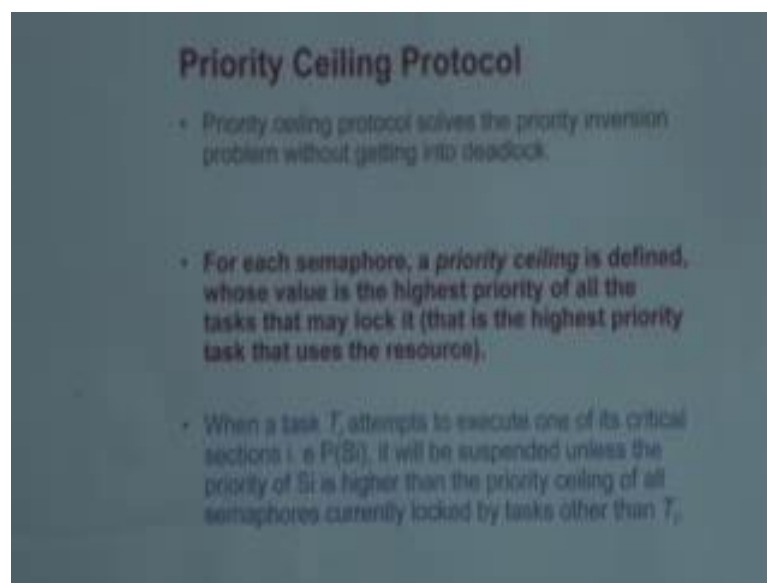 Priority Ceiling Protocol
• Priority ceiling protocol solves the priority inversion
problem without getting into deadlock.
• For each semaphore, a priority ceiling is defined,
whose value is the highest priority of all the
tasks that may lock it (that is the highest priority
task that uses the resource).
• When a task Ti attempts to execute one of its critical
sections i. e P(Si), it will be suspended unless the
priority of Si is higher than the priority ceiling of all
semaphores currently locked by tasks other than Ti.